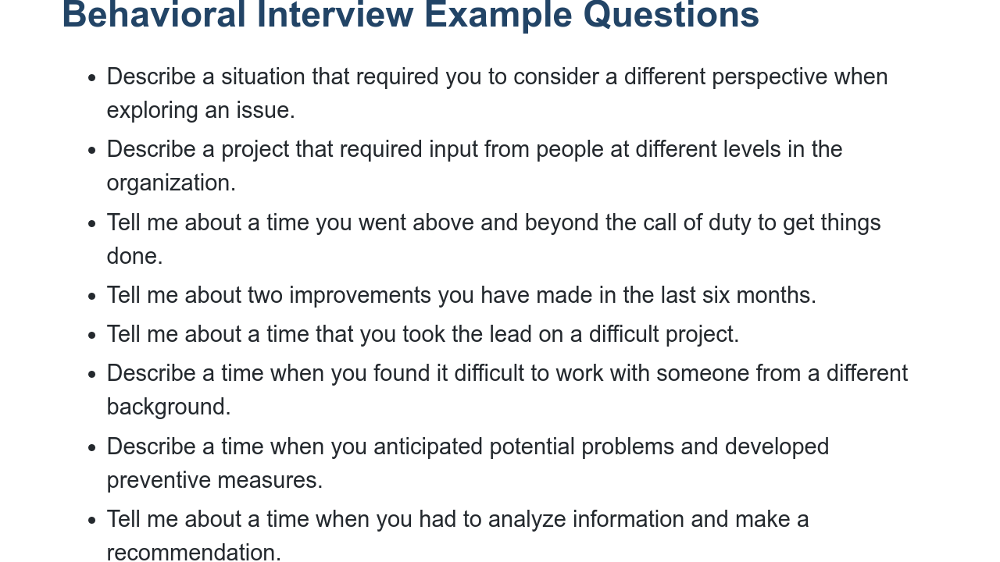 Behavioral Interview Example Questions
• Describe a situation that required you to consider a different perspective when
exploring an issue.
• Describe a project that required input from people at different levels in the
organization.
• Tell me about a time you went above and beyond the call of duty to get things
done.
• Tell me about two improvements you have made in the last six months.
• Tell me about a time that you took the lead on a difficult project.
• Describe a time when you found it difficult to work with someone from a different
background.
• Describe a time when you anticipated potential problems and developed
preventive measures.
• Tell me about a time when you had to analyze information and make a
recommendation.